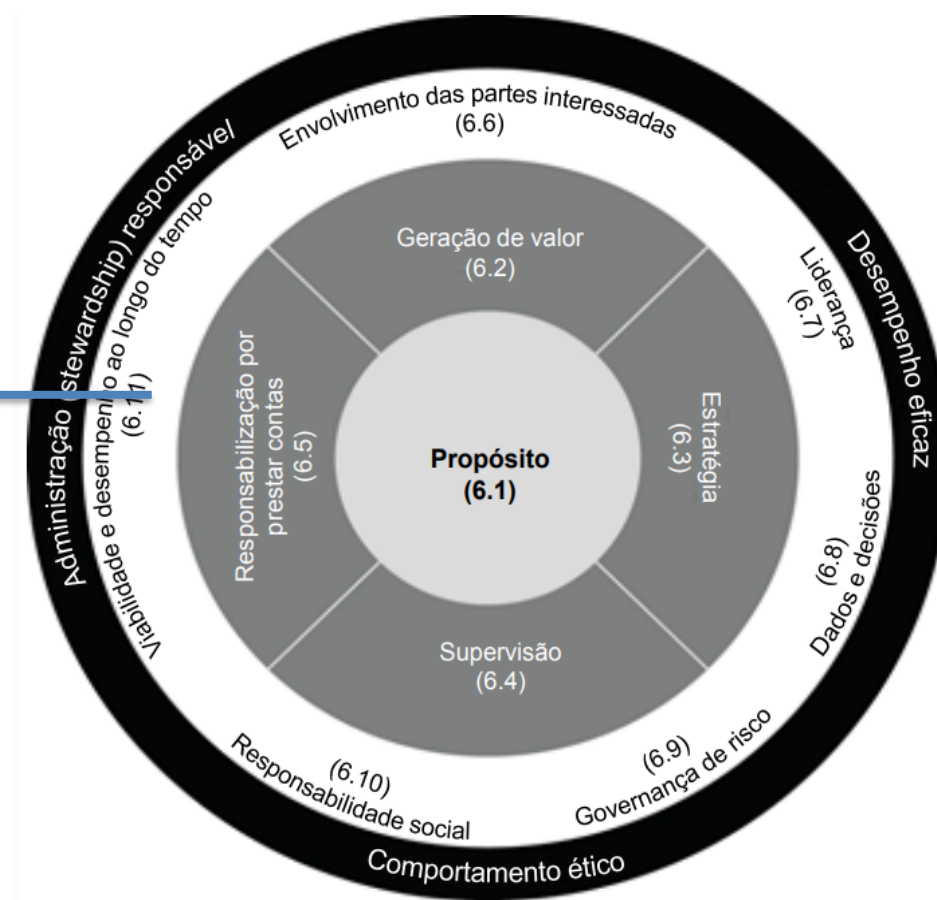 Administração (stewardship) responsável
Desempenho eficaz
Comportamento ético
Envolvimento das partes interessadas
(6.6)
Liderança
(6.7)
(6.8)
Dados e decisões
(6.9)
Governança de risco
(6.10)
Responsabilidade social
Viabilidade e desempenho ao longo do tempo
(6.11)
Geração de valor
(6.2)
Estratégia
(6.3)
Supervisão
(6.4)
Responsabilização por
prestar contas
(6.5)
Propósito
(6.1)